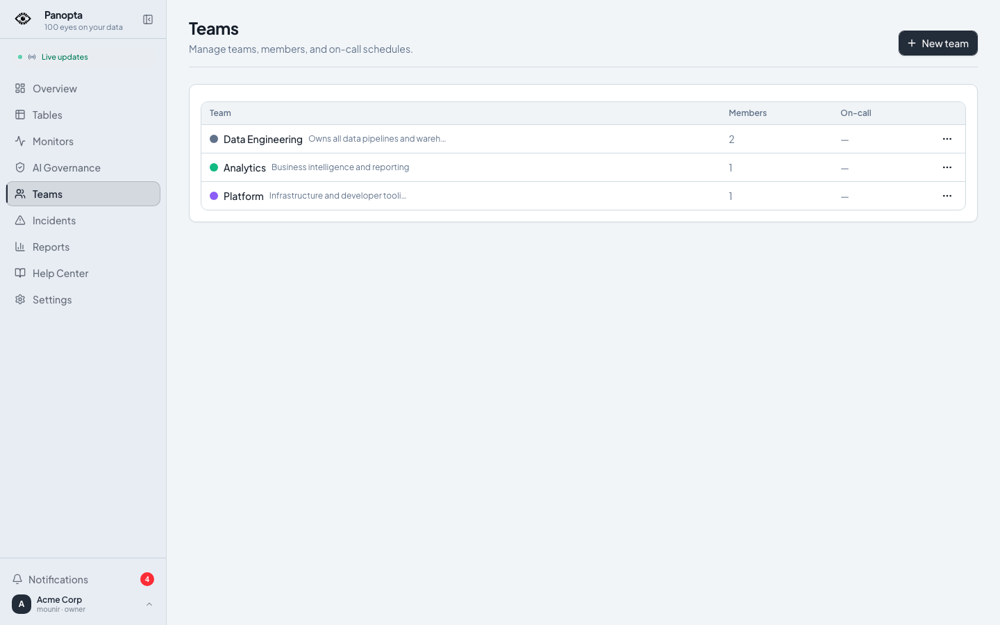 Panopta
100 eyes on your data
Live updates
Overview
Tables
Monitors
AI Governance
Teams
Incidents
Reports
Help Center
Settings
Notifications 4
A
Acme Corp
mounir · owner
Teams
Manage teams, members, and on-call schedules.
+ New team
Team Members On-call
Data Engineering Owns all data pipelines and wareh... 2 — ...
Analytics Business intelligence and reporting 1 — ...
Platform Infrastructure and developer tooli... 1 — ...